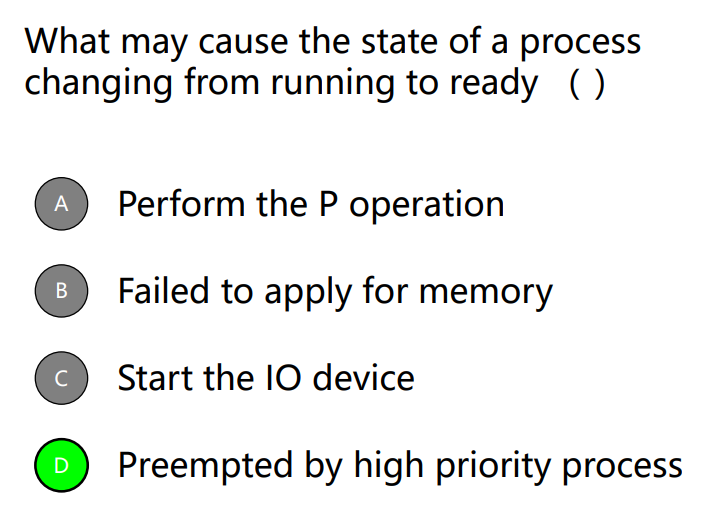 What may cause the state of a process
changing from running to ready ( )
A Perform the P operation
B Failed to apply for memory
C Start the IO device
D Preempted by high priority process